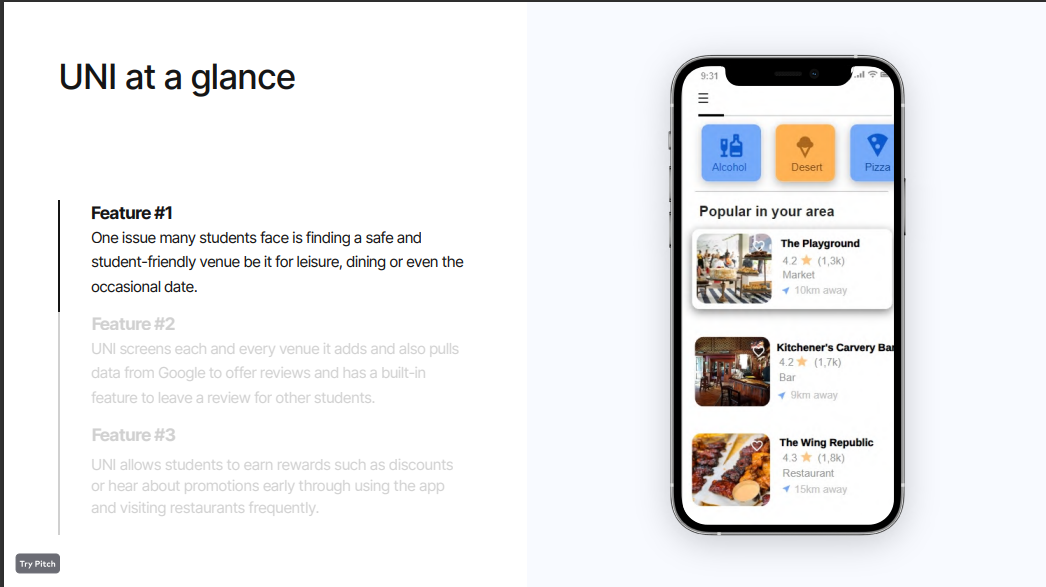 UNI at a glance
Feature #1
One issue many students face is finding a safe and
student-friendly venue be it for leisure, dining or even the
occasional date.
Feature #2
UNI screens each and every venue it adds and also pulls
data from Google to offer reviews and has a built-in
feature to leave a review for other students.
Feature #3
UNI allows students to earn rewards such as discounts
or hear about promotions early through using the app
and visiting restaurants frequently.
Try Pitch
9:31
Alcohol
Desert
Pizza
Popular in your area
The Playground
4.2 (1,3k)
Market
10km away
Kitchener's Carvery Bar
4.2 (1,7k)
Bar
9km away
The Wing Republic
4.3 (1,8k)
Restaurant
15km away